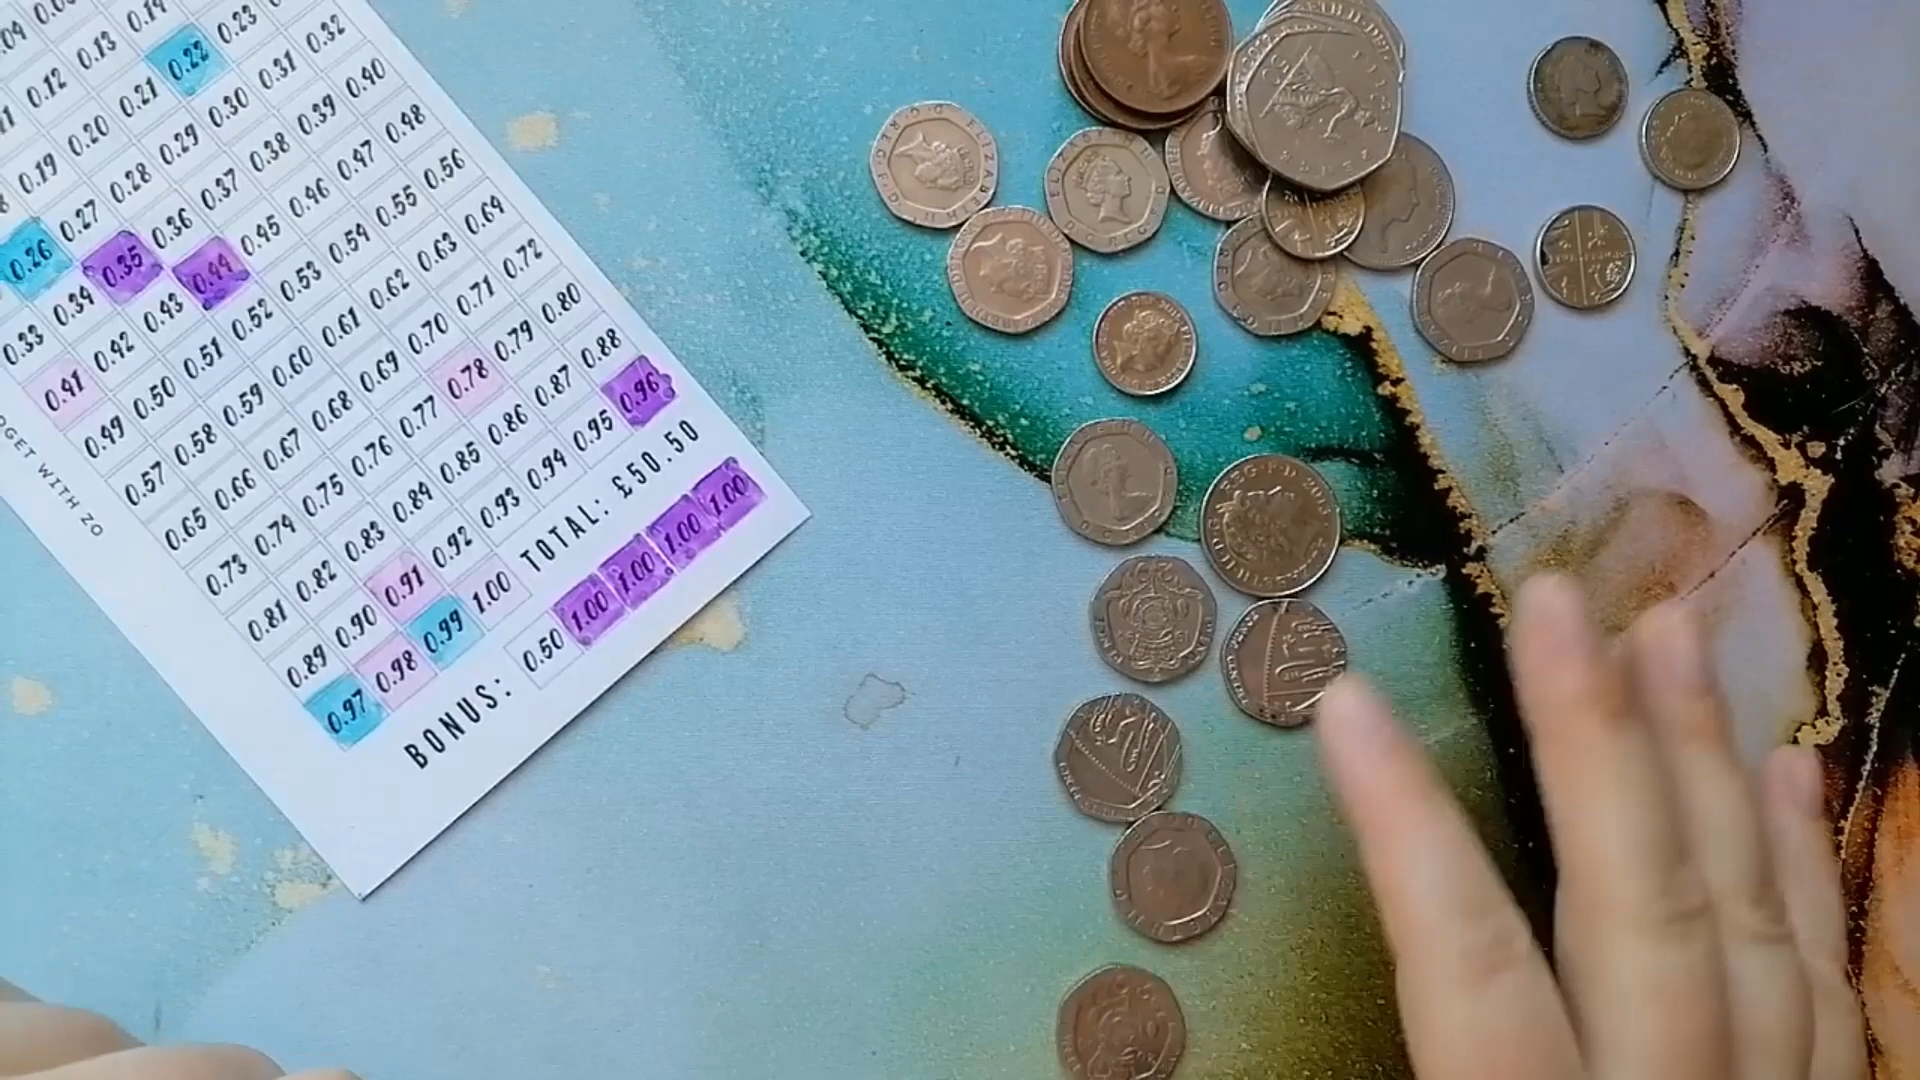 0.12 0.13 0.14
0.19 0.20 0.21 0.22 0.23
0.26 0.27 0.28 0.29 0.30 0.31 0.32
0.33 0.34 0.35 0.36 0.37 0.38 0.39 0.40
0.41 0.42 0.43 0.44 0.45 0.46 0.47 0.48
0.49 0.50 0.51 0.52 0.53 0.54 0.55 0.56
0.57 0.58 0.59 0.60 0.61 0.62 0.63 0.64
0.65 0.66 0.67 0.68 0.69 0.70 0.71 0.72
0.73 0.74 0.75 0.76 0.77 0.78 0.79 0.80
0.81 0.82 0.83 0.84 0.85 0.86 0.87 0.88
0.89 0.90 0.91 0.92 0.93 0.94 0.95 0.96
0.97 0.98 0.99 1.00 TOTAL: £50.50
BONUS: 0.50 1.00 1.00 1.00 1.00
WITH ZO